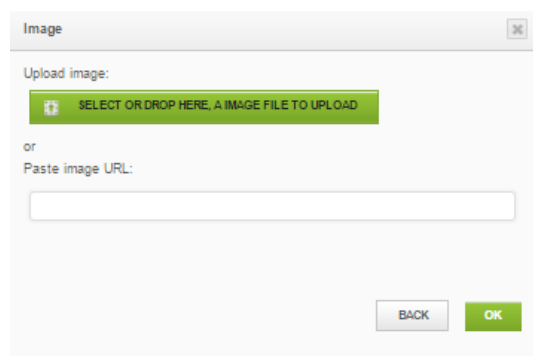 Image
Upload image:
SELECT OR DROP HERE, A IMAGE FILE TO UPLOAD
or
Paste image URL:
BACK
OK